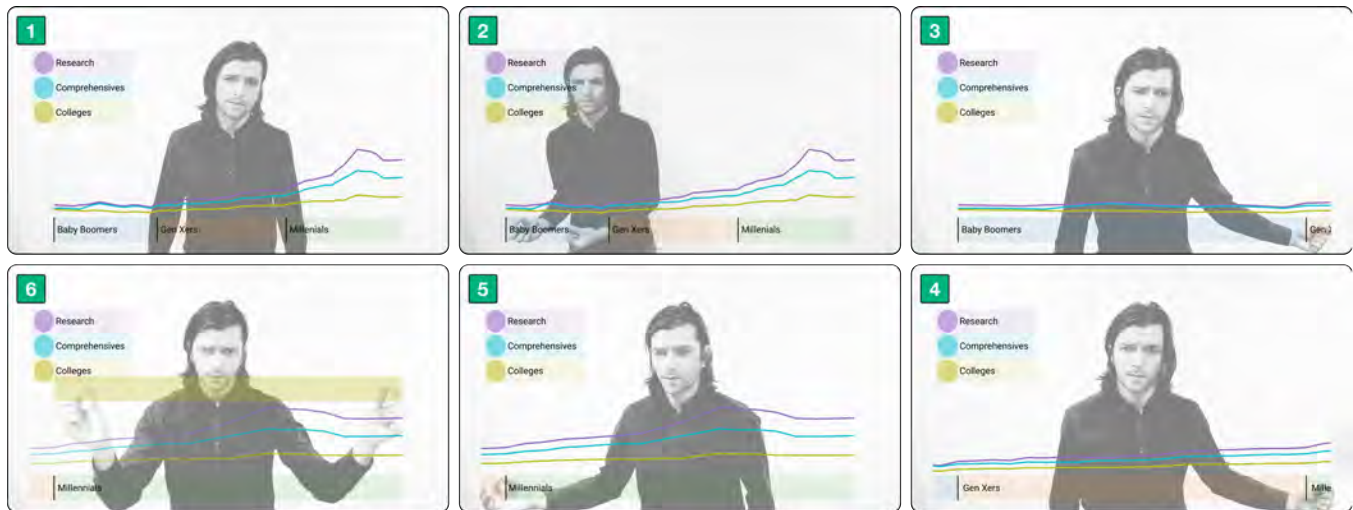 1
Research
Comprehensives
Colleges
Baby Boomers
Gen Xers
Millenials
2
Research
Comprehensives
Colleges
Baby Boomers
Gen Xers
Millenials
3
Research
Comprehensives
Colleges
Baby Boomers
Gen
6
Research
Comprehensives
Colleges
Millennials
5
Research
Comprehensives
Colleges
Millennials
4
Research
Comprehensives
Colleges
Gen Xers
Mille